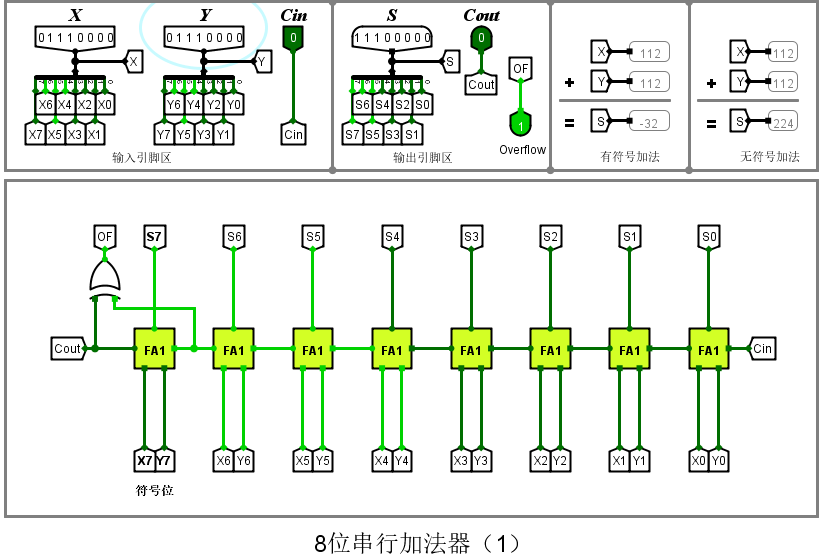 X Y Cin S Cout
01110000 01110000 0 11100000 0
X Y S OF
X6 X4 X2 X0 Y6 Y4 Y2 Y0 S6 S4 S2 S0 Cout
X7 X5 X3 X1 Y7 Y5 Y3 Y1 Cin S7 S5 S3 S1 1
Overflow
输入引脚区 输出引脚区
X 112
+ Y 112
= S -32
有符号加法
X 112
+ Y 112
= S 224
无符号加法
OF S7 S6 S5 S4 S3 S2 S1 S0
Cout FA1 FA1 FA1 FA1 FA1 FA1 FA1 FA1 Cin
X7 Y7 X6 Y6 X5 Y5 X4 Y4 X3 Y3 X2 Y2 X1 Y1 X0 Y0
符号位
8位串行加法器（1）